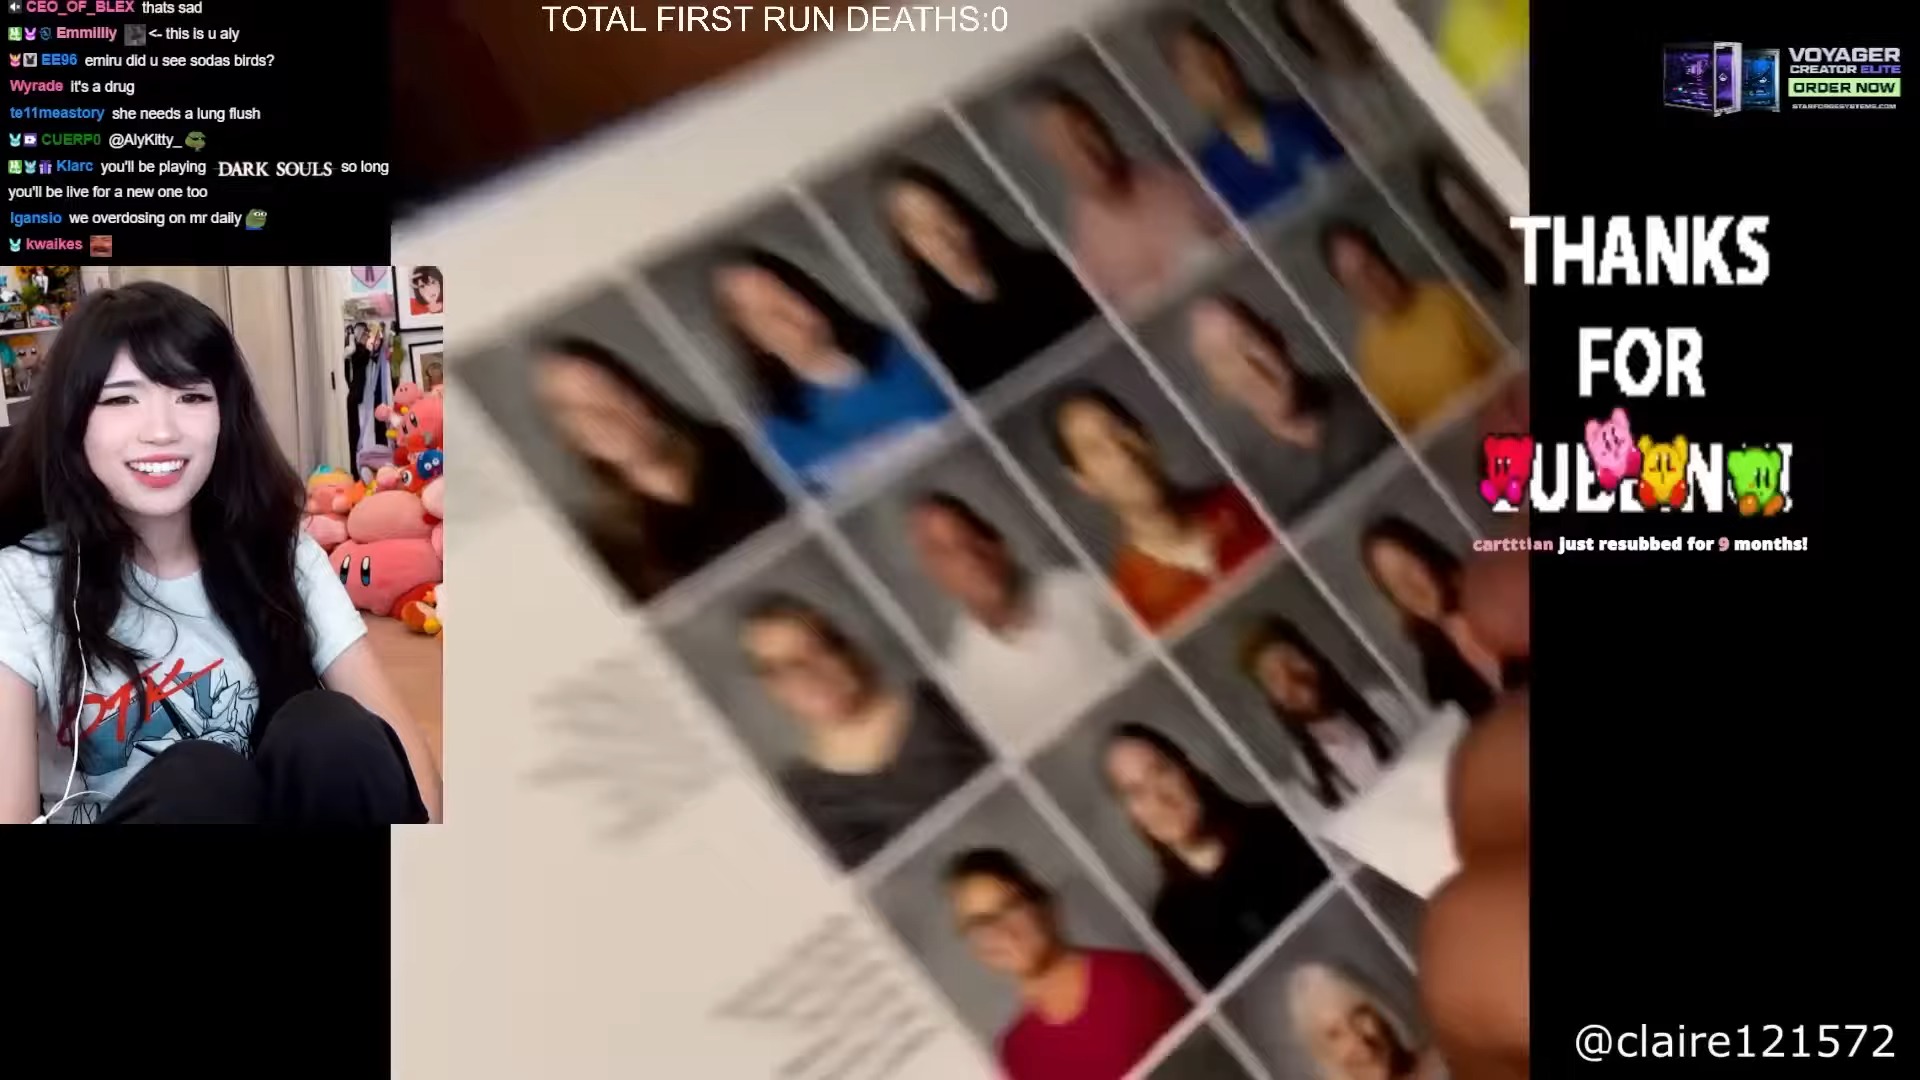 CEO_OF_BLEX thats sad
Emmillly <- this is u aly
EE96 emiru did u see sodas birds?
Wyrade it's a drug
te11meastory she needs a lung flush
CUERP0 @AlyKitty_
Klarc you'll be playing DARK SOULS so long
you'll be live for a new one too
Igansio we overdosing on mr daily
kwaikes
TOTAL FIRST RUN DEATHS:0
VOYAGER
CREATOR ELITE
ORDER NOW
STARFORGESYSTEMS.COM
THANKS
FOR
cartttian just resubbed for 9 months!
@claire121572